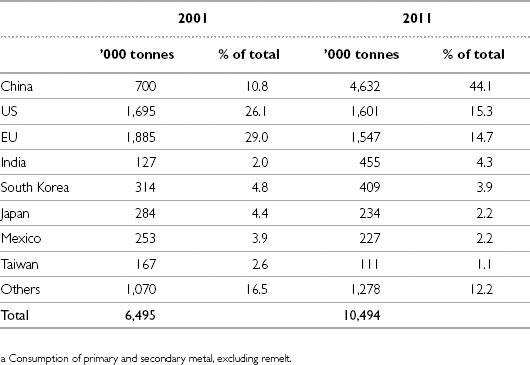 2001 2011
’000 tonnes % of total ’000 tonnes % of total
China 700 10.8 4,632 44.1
US 1,695 26.1 1,601 15.3
EU 1,885 29.0 1,547 14.7
India 127 2.0 455 4.3
South Korea 314 4.8 409 3.9
Japan 284 4.4 234 2.2
Mexico 253 3.9 227 2.2
Taiwan 167 2.6 111 1.1
Others 1,070 16.5 1,278 12.2
Total 6,495 10,494
a Consumption of primary and secondary metal, excluding remelt.